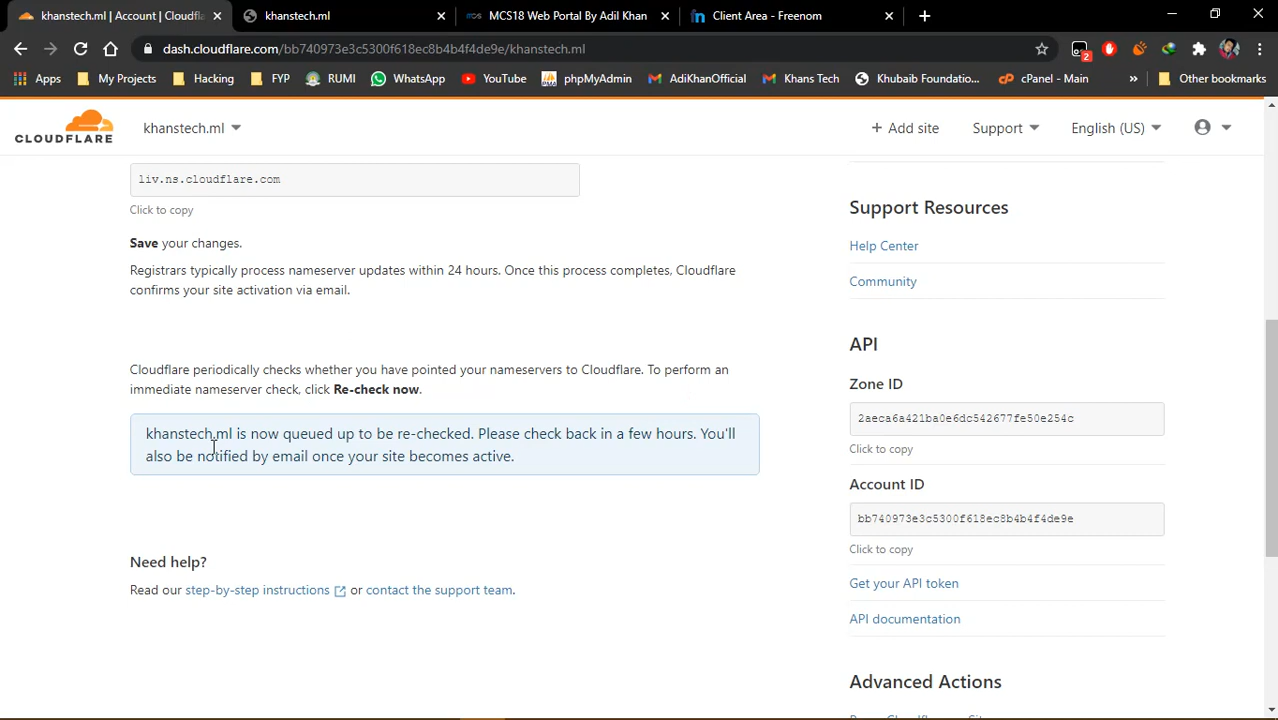 khanstech.ml | Account | Cloudfla
khanstech.ml
MCS18 Web Portal By Adil Khan
Client Area - Freenom
dash.cloudflare.com/bb740973e3c5300f618ec8b4b4f4de9e/khanstech.ml
2
Apps
My Projects
Hacking
FYP
RUMI
WhatsApp
YouTube
phpMyAdmin
AdiKhanOfficial
Khans Tech
Khubaib Foundatio...
cPanel - Main
»
Other bookmarks
CLOUDFLARE
khanstech.ml
+ Add site
Support
English (US)
liv.ns.cloudflare.com
Click to copy
Save your changes.
Registrars typically process nameserver updates within 24 hours. Once this process completes, Cloudflare
confirms your site activation via email.
Cloudflare periodically checks whether you have pointed your nameservers to Cloudflare. To perform an
immediate nameserver check, click Re-check now.
khanstech.ml is now queued up to be re-checked. Please check back in a few hours. You'll
also be notified by email once your site becomes active.
Need help?
Read our step-by-step instructions or contact the support team.
Support Resources
Help Center
Community
API
Zone ID
2aeca6a421ba0e6dc542677fe50e254c
Click to copy
Account ID
bb740973e3c5300f618ec8b4b4f4de9e
Click to copy
Get your API token
API documentation
Advanced Actions